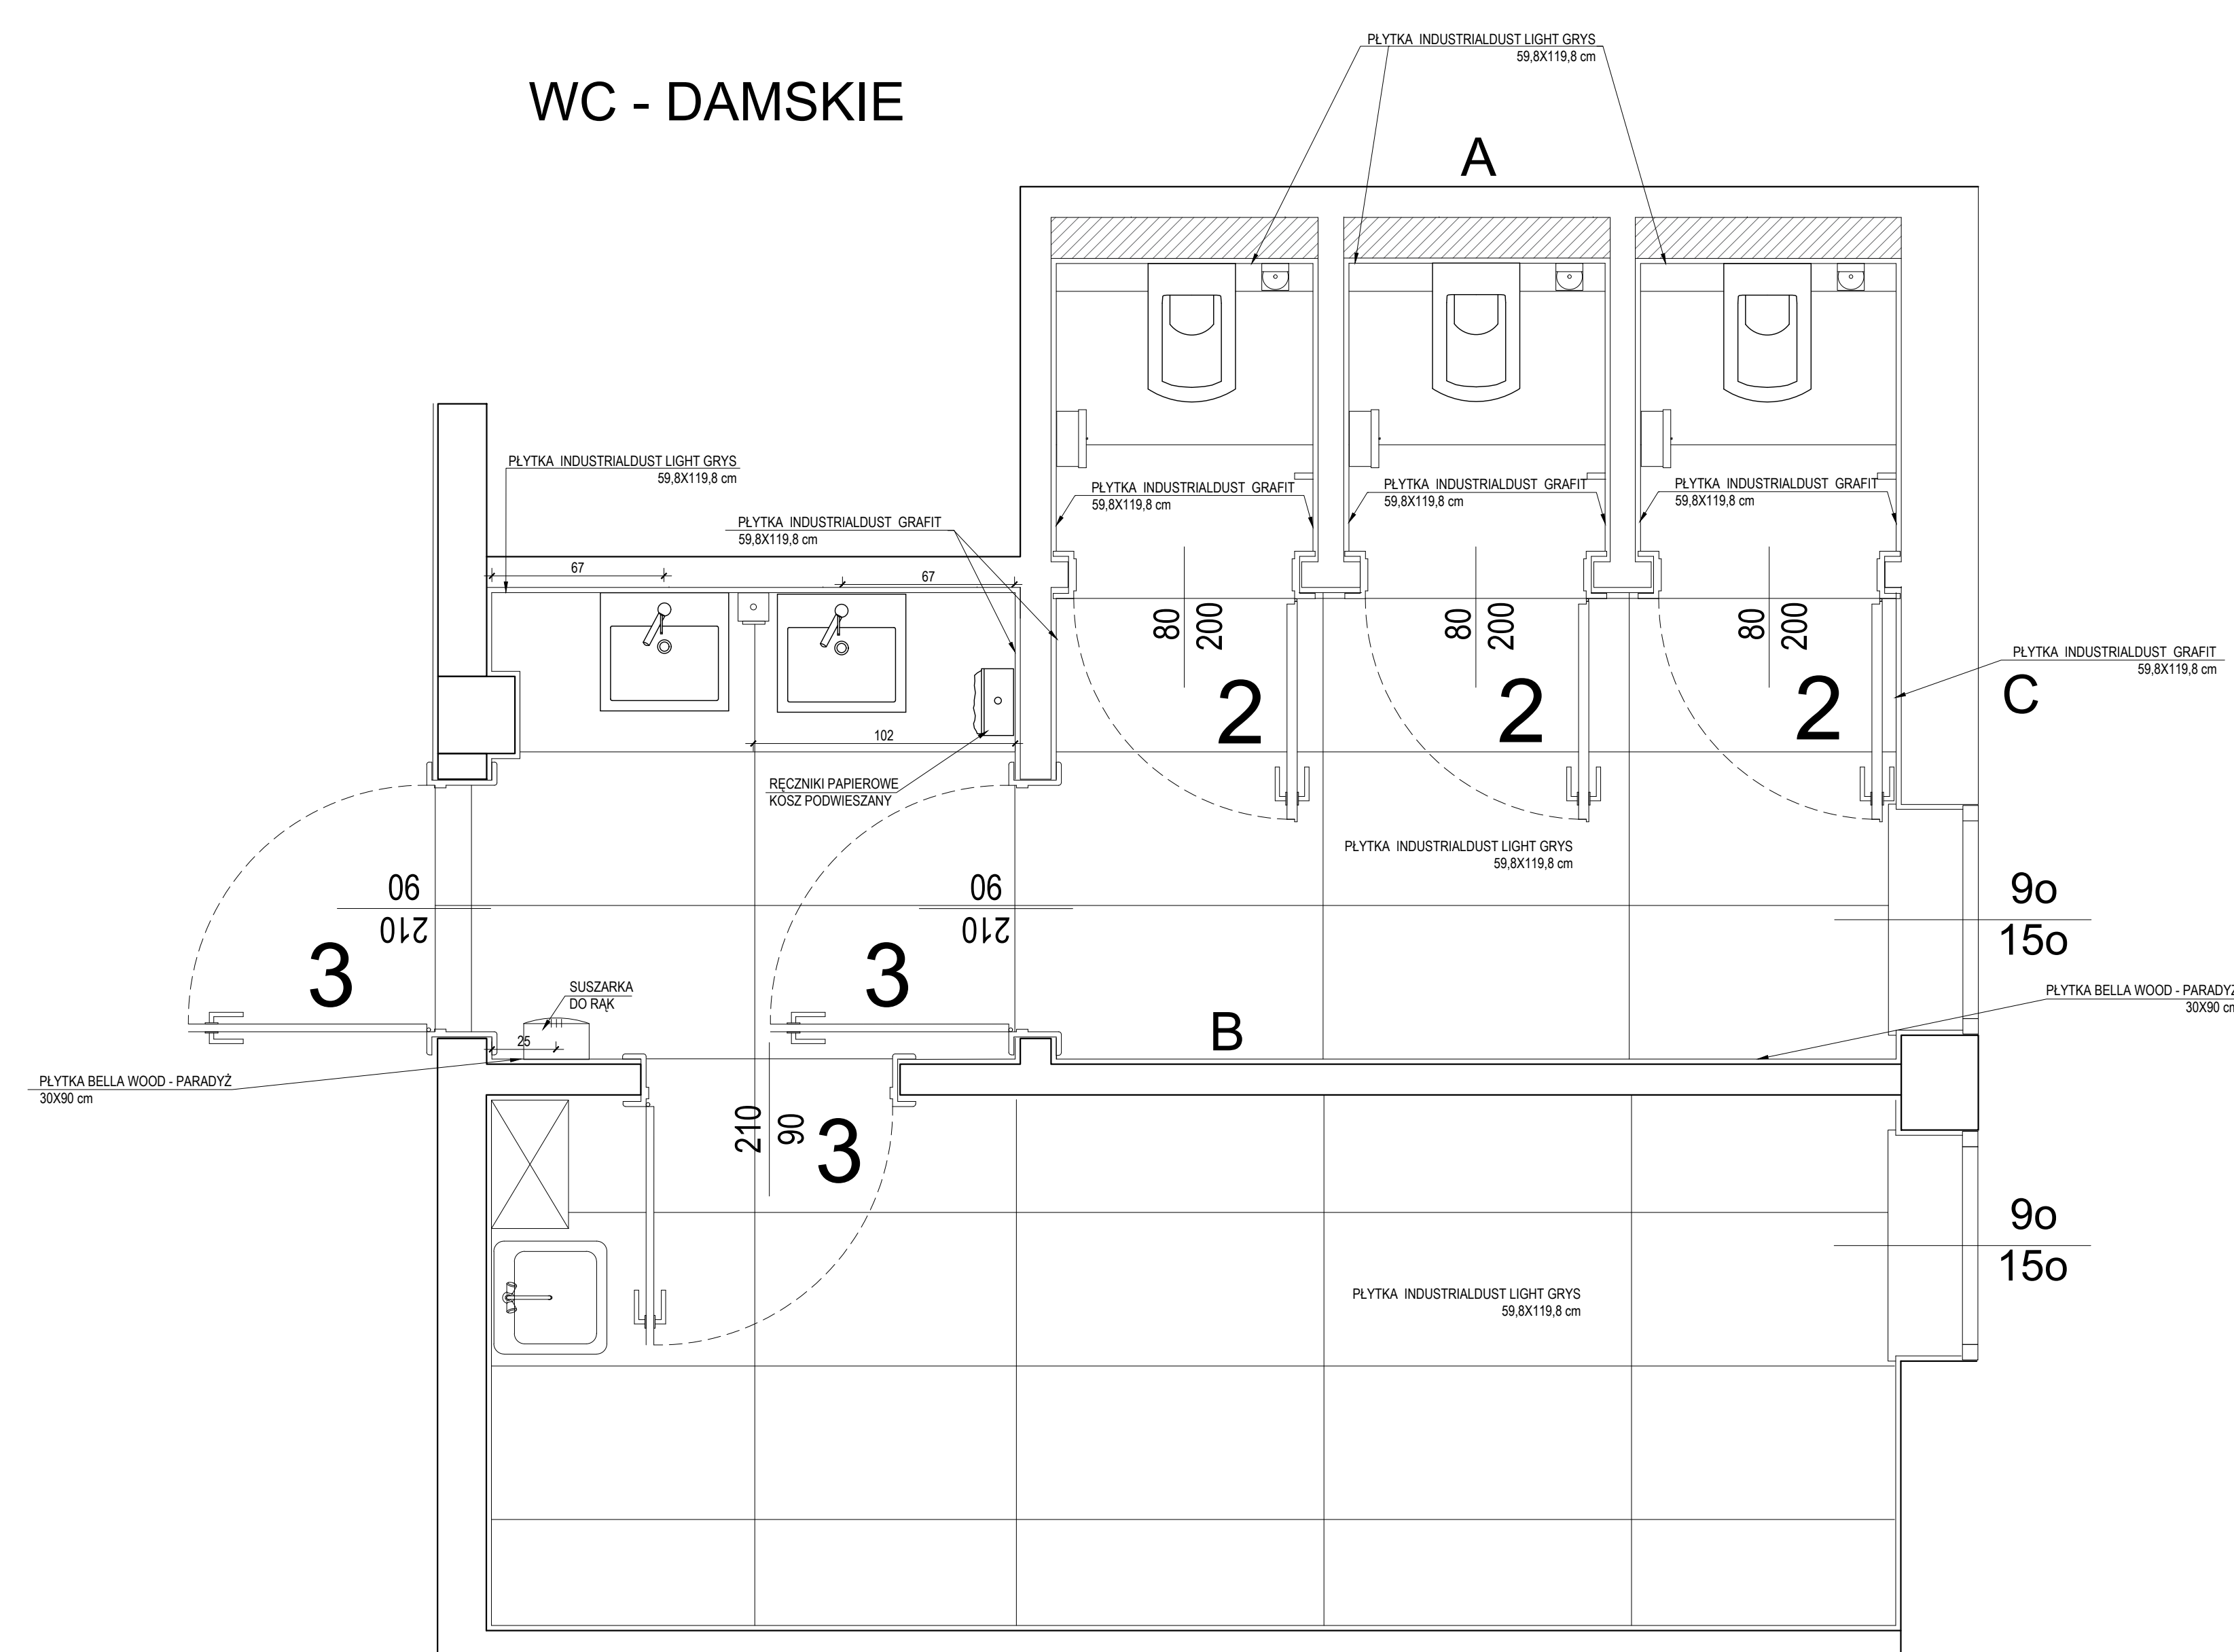 WC - DAMSKIE
PŁYTKA INDUSTRIALDUST LIGHT GRYS
59,8X119,8 cm
A
PŁYTKA INDUSTRIALDUST LIGHT GRYS
59,8X119,8 cm
PŁYTKA INDUSTRIALDUST GRAFIT
59,8X119,8 cm
PŁYTKA INDUSTRIALDUST GRAFIT
59,8X119,8 cm
PŁYTKA INDUSTRIALDUST GRAFIT
59,8X119,8 cm
PŁYTKA INDUSTRIALDUST GRAFIT
59,8X119,8 cm
67
67
80
200
80
200
80
200
2
2
2
PŁYTKA INDUSTRIALDUST GRAFIT
59,8X119,8 cm
C
102
RĘCZNIKI PAPIEROWE
KOSZ PODWIESZANY
PŁYTKA INDUSTRIALDUST LIGHT GRYS
59,8X119,8 cm
90
210
90
210
9o
15o
3
3
SUSZARKA
DO RĄK
25
B
PŁYTKA BELLA WOOD - PARADYŻ
30X90 cm
PŁYTKA BELLA WOOD - PARADYŻ
30X90 cm
210
90
3
9o
15o
PŁYTKA INDUSTRIALDUST LIGHT GRYS
59,8X119,8 cm